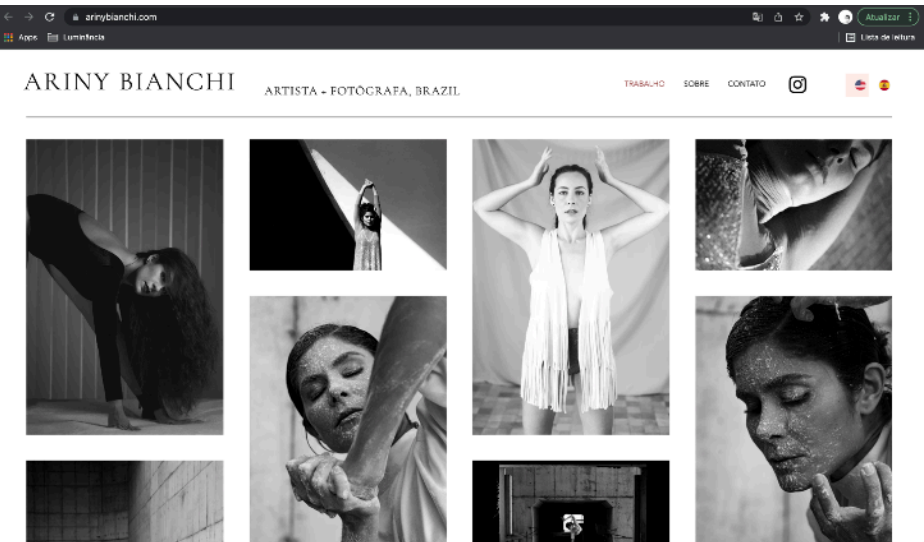 arinybianchi.com
Atualizar
Apps Luminância
Lista de leitura
ARINY BIANCHI
ARTISTA + FOTÓGRAFA, BRAZIL
TRABALHO SOBRE CONTATO